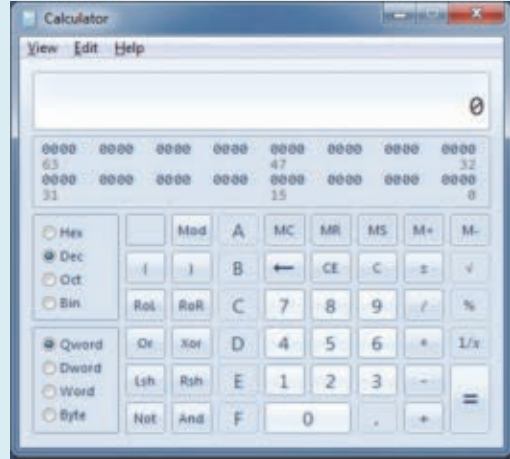 Calculator
View Edit Help
0
0000 0000 0000 0000 0000 0000 0000 0000
63 47 32
0000 0000 0000 0000 0000 0000 0000 0000
31 15 0
Hex Mod A MC MR MS M+ M-
Dec ( ) B ← CE C ± √
Oct
Bin RoL RoR C 7 8 9 / %
Qword Or Xor D 4 5 6 * 1/x
Dword
Word Lsh Rsh E 1 2 3 - =
Byte Not And F 0 . +